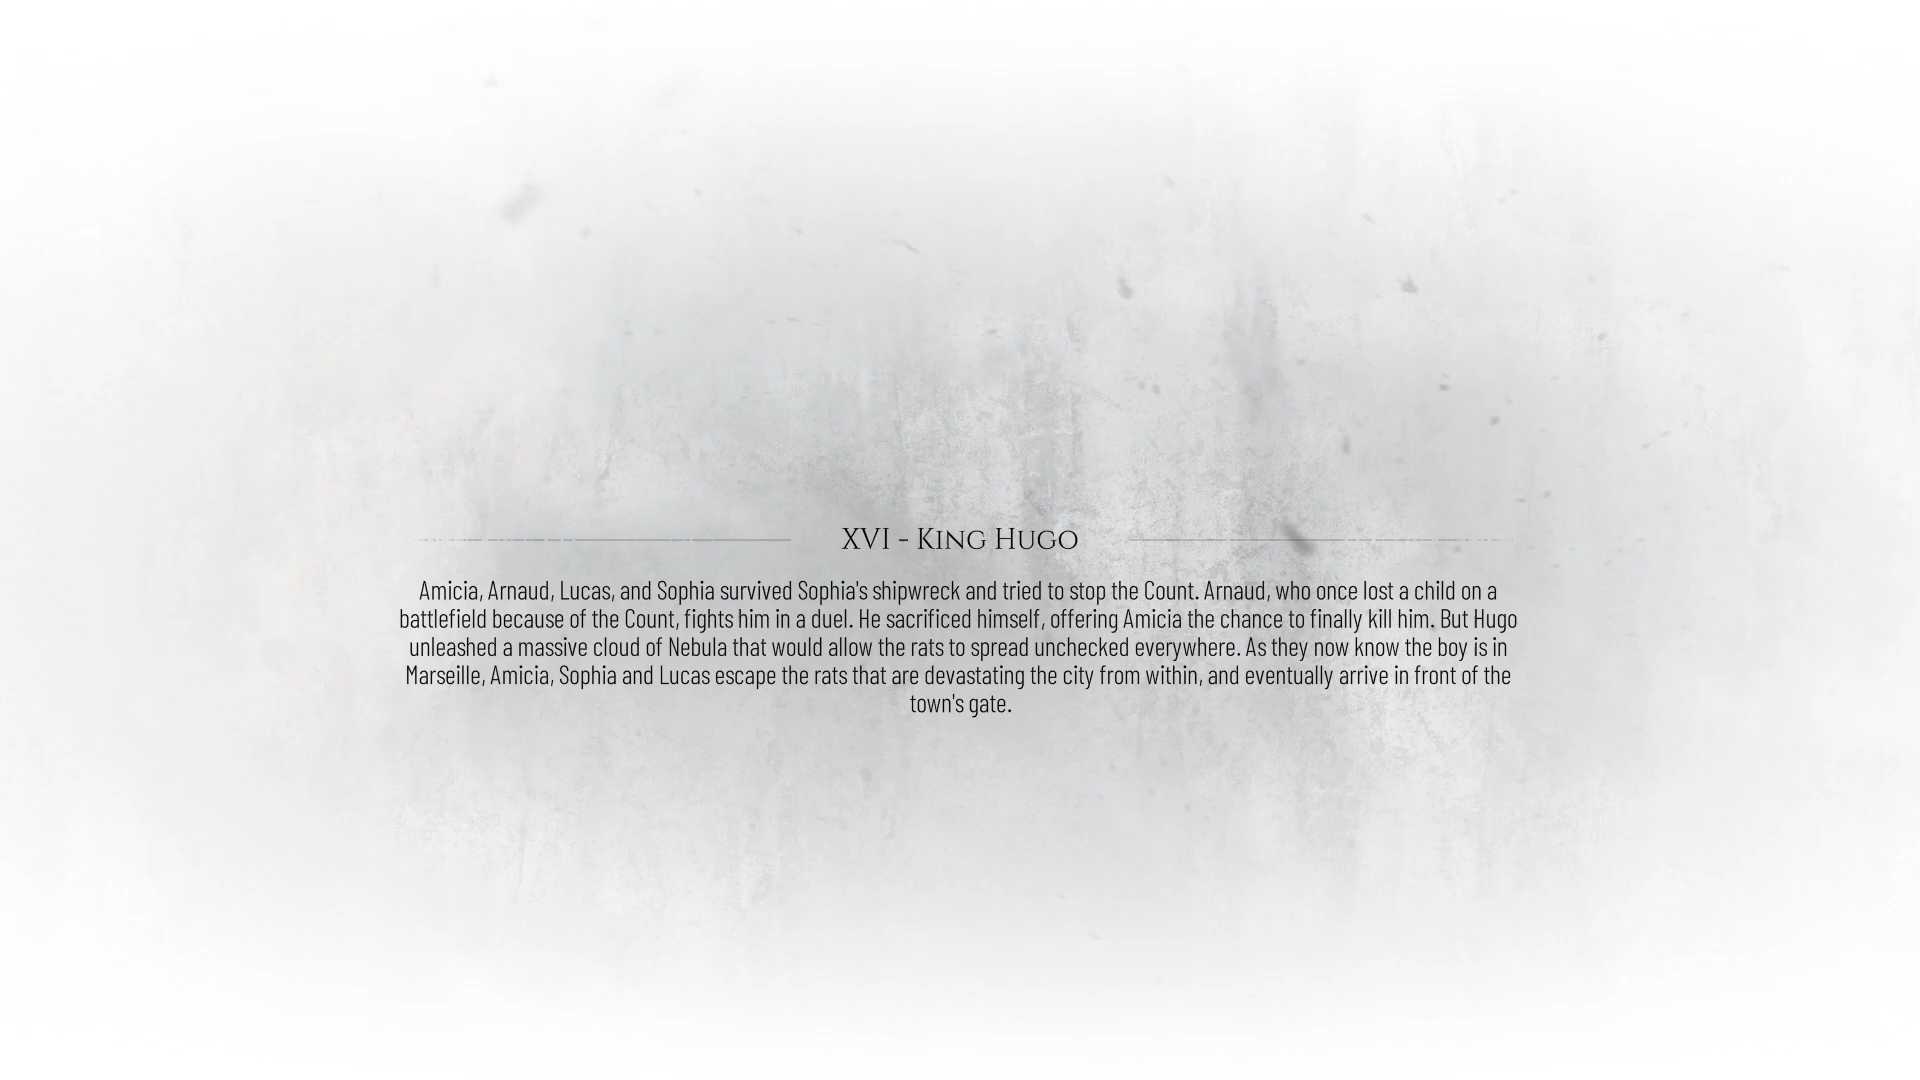 XVI - King Hugo
Amicia, Arnaud, Lucas, and Sophia survived Sophia's shipwreck and tried to stop the Count. Arnaud, who once lost a child on a
battlefield because of the Count, fights him in a duel. He sacrificed himself, offering Amicia the chance to finally kill him. But Hugo
unleashed a massive cloud of Nebula that would allow the rats to spread unchecked everywhere. As they now know the boy is in
Marseille, Amicia, Sophia and Lucas escape the rats that are devastating the city from within, and eventually arrive in front of the
town's gate.